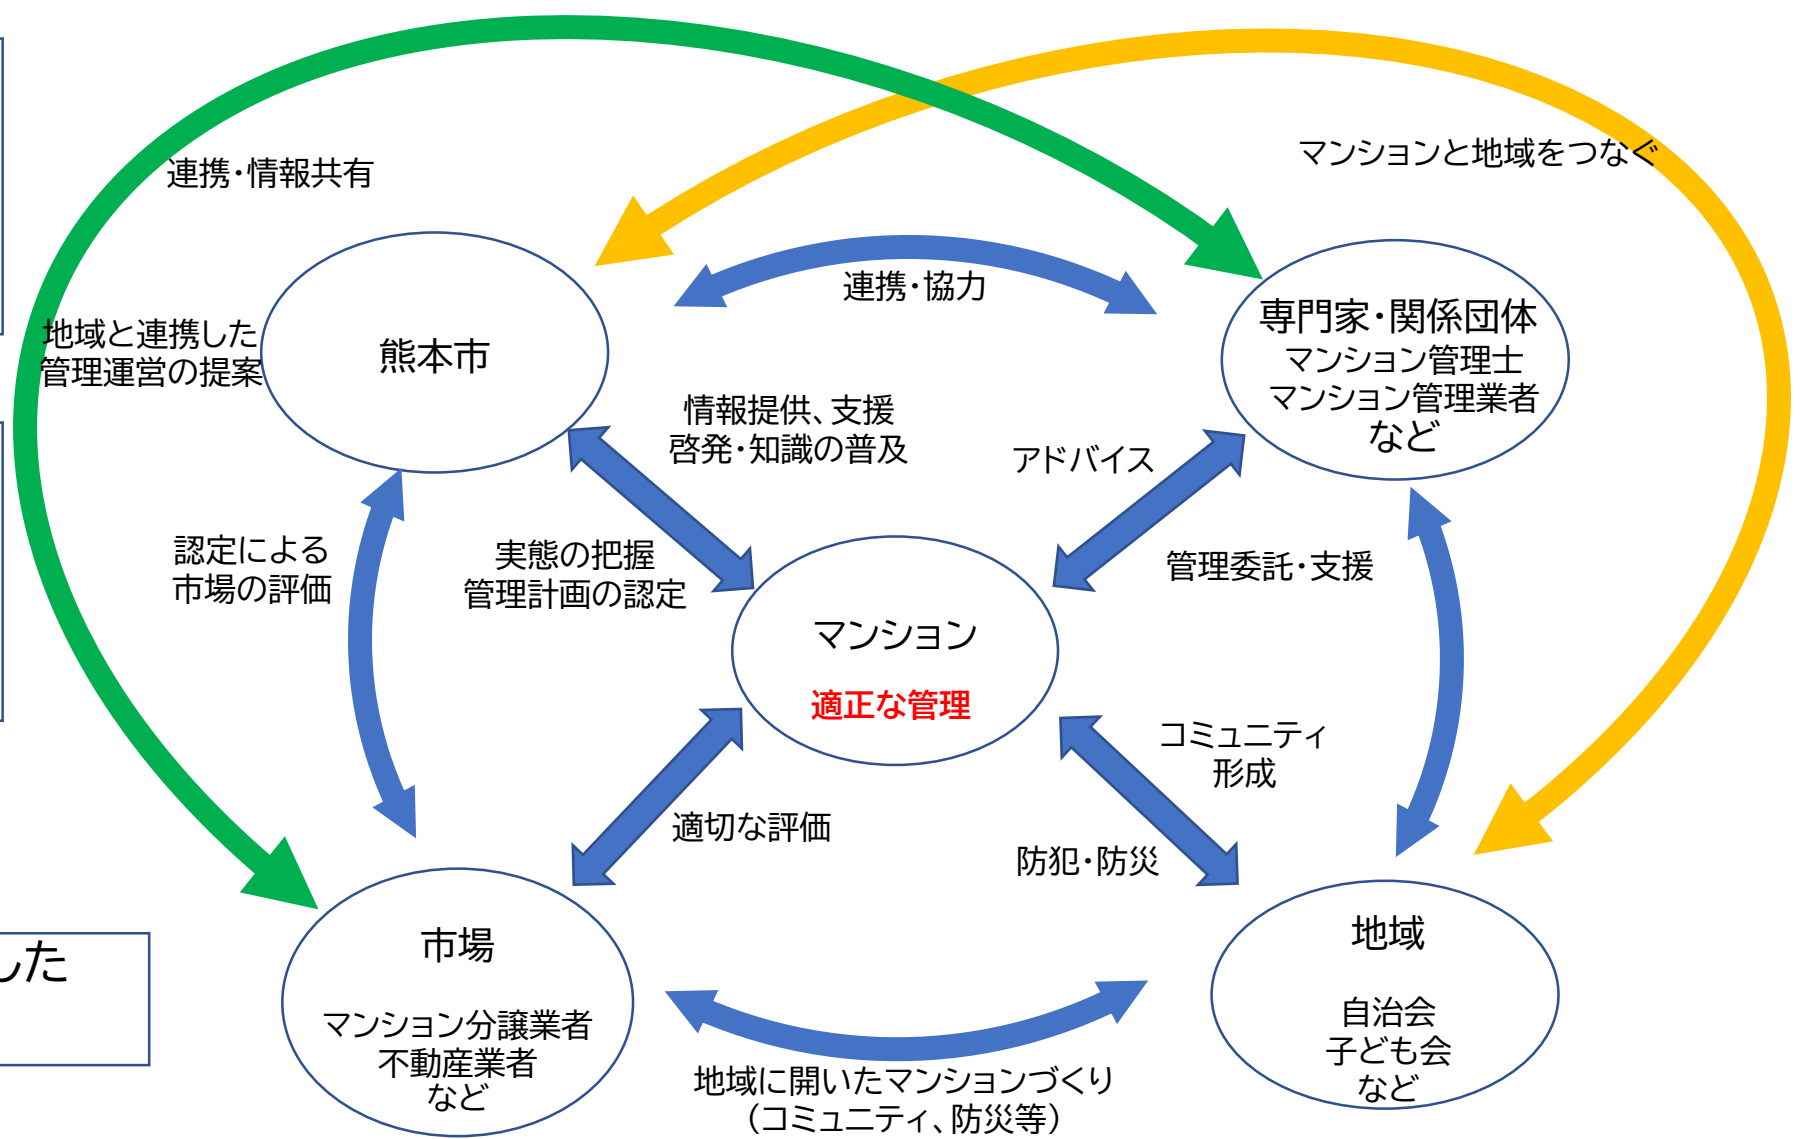 連携・情報共有
マンションと地域をつなぐ
連携・協力
地域と連携した
管理運営の提案
熊本市
専門家・関係団体
マンション管理士
マンション管理業者
など
情報提供、支援
啓発・知識の普及
アドバイス
認定による
市場の評価
実態の把握
管理計画の認定
管理委託・支援
マンション
適正な管理
コミュニティ
形成
適切な評価
防犯・防災
市場
マンション分譲業者
不動産業者
など
地域
自治会
子ども会
など
した
地域に開いたマンションづくり
（コミュニティ、防災等）